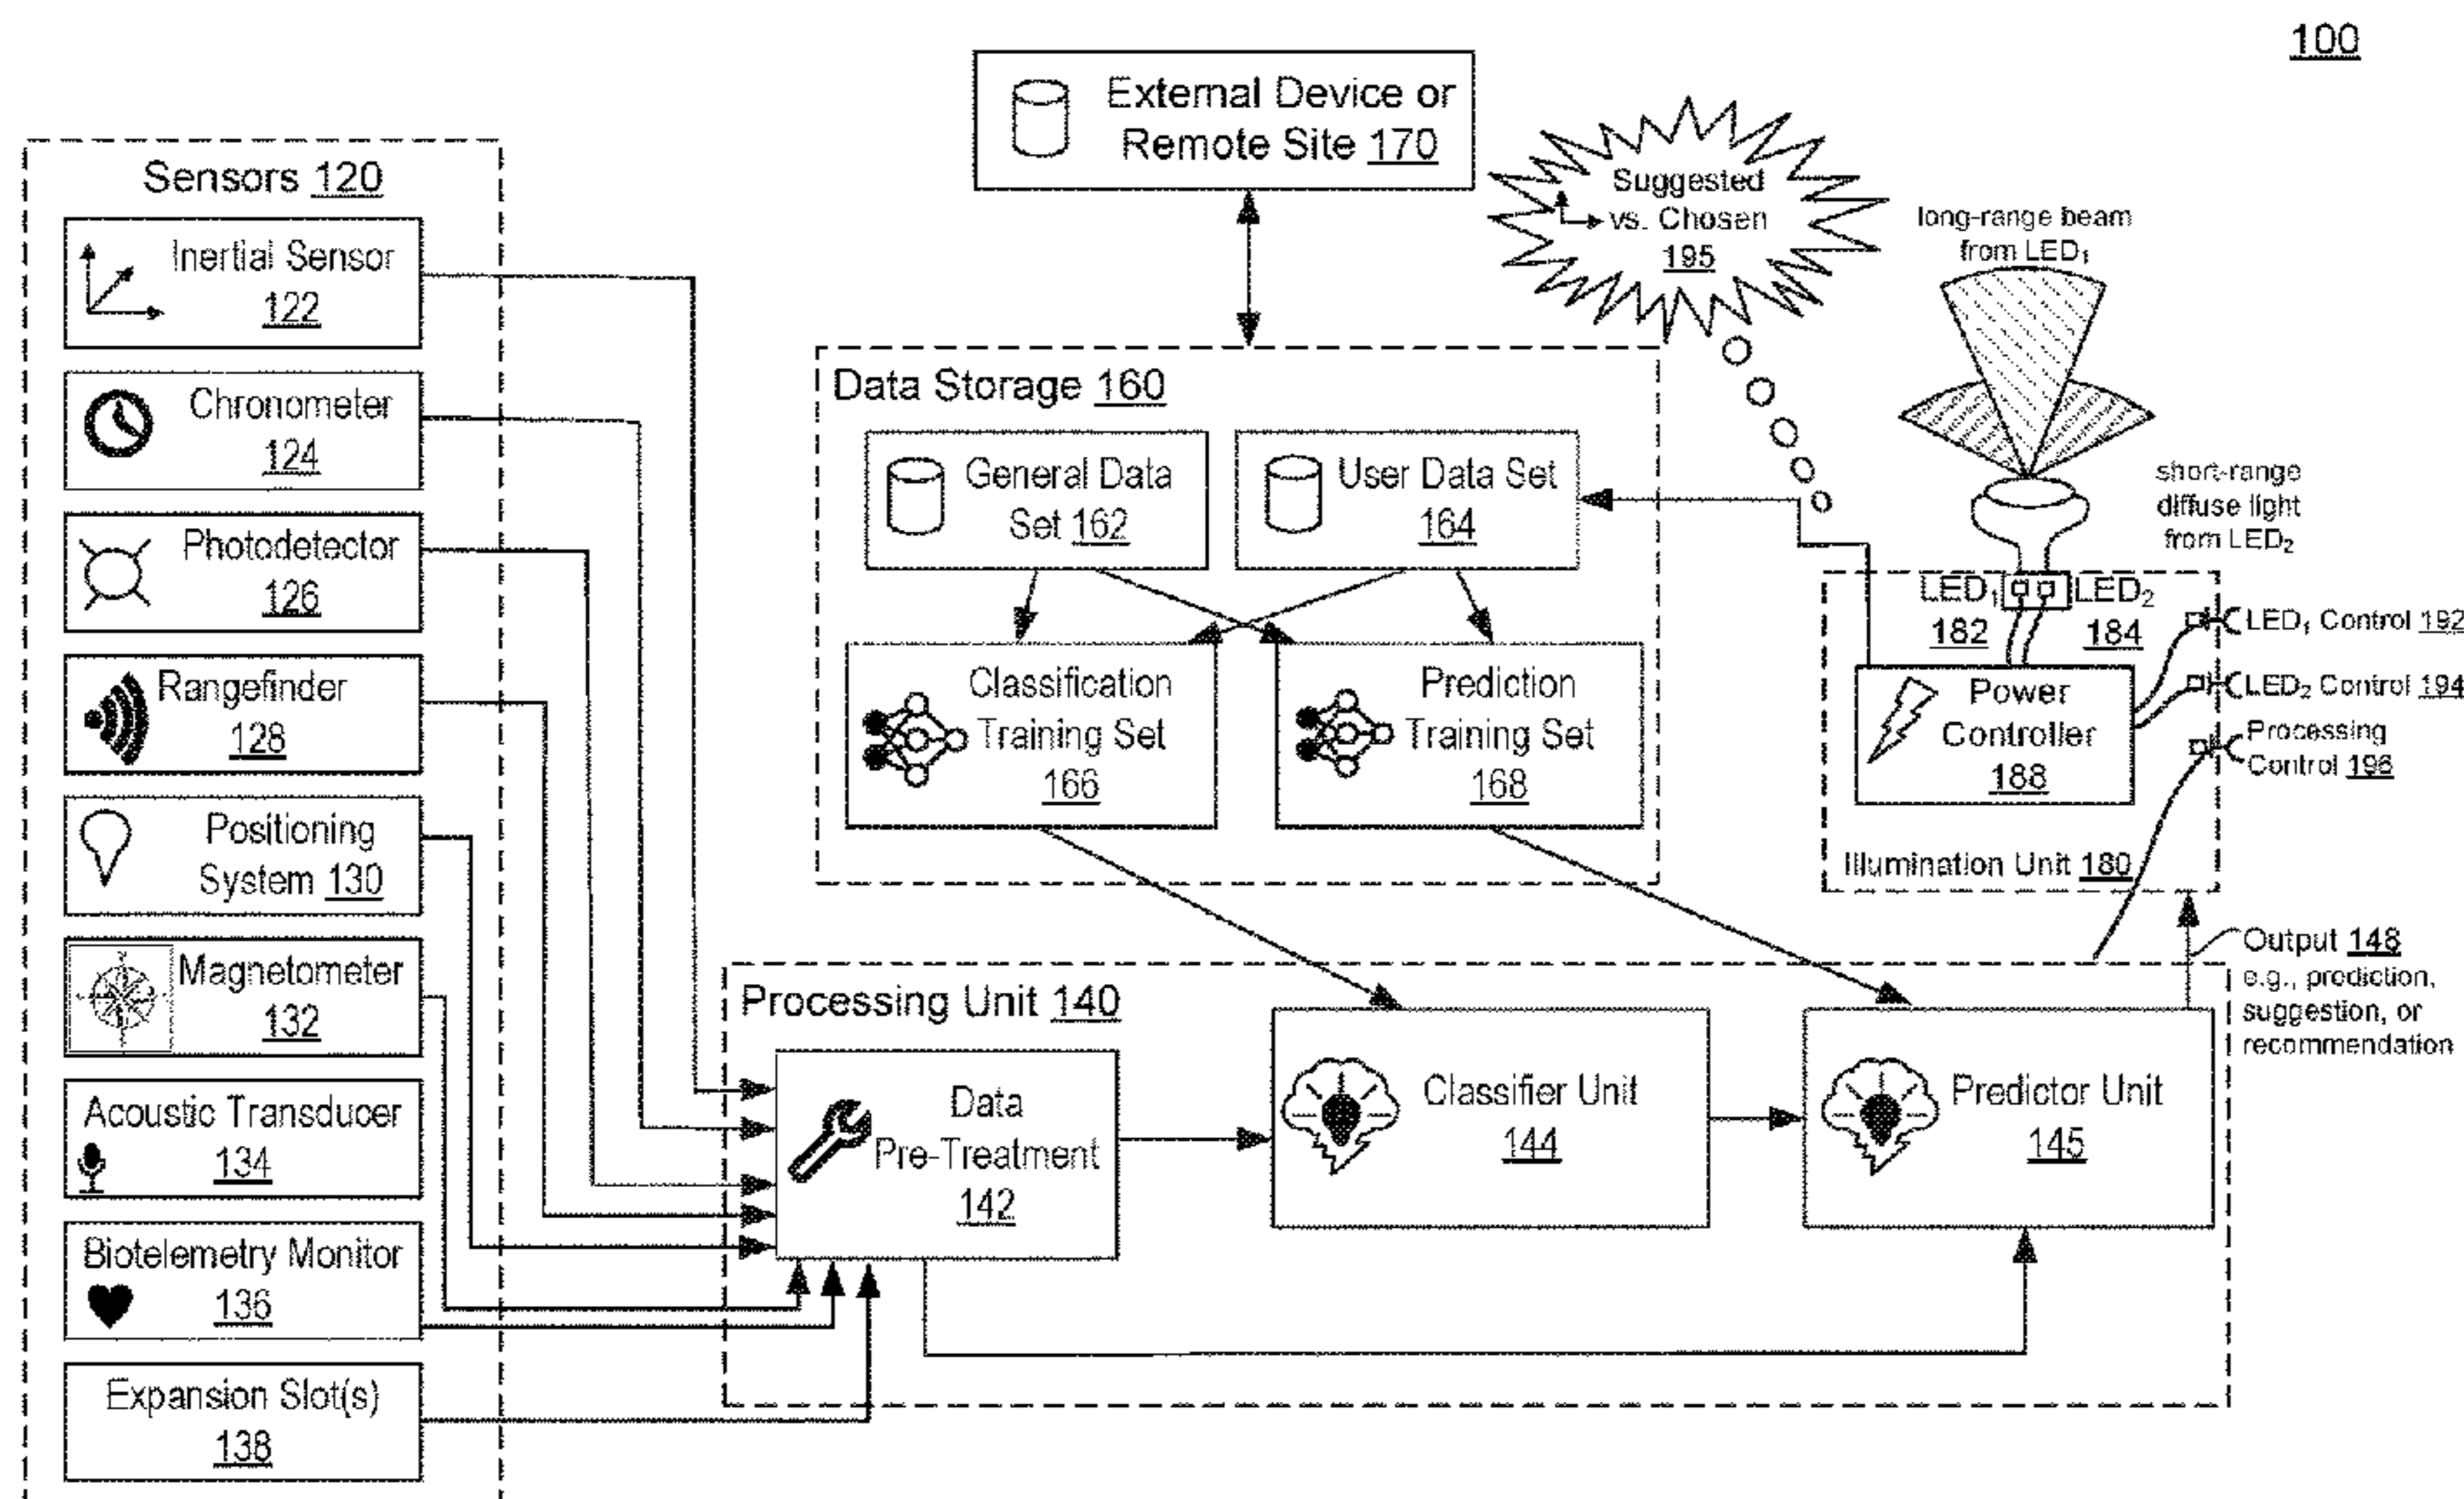 100
External Device or
Remote Site 170
Sensors 120
Inertial Sensor
122
Chronometer
124
Photodetector
126
Rangefinder
128
Positioning
System 130
Magnetometer
132
Acoustic Transducer
134
Biotelemetry Monitor
136
Expansion Slot(s)
138
Suggested
vs. Chosen
195
long-range beam
from LED1
short-range
diffuse light
from LED2
Data Storage 160
General Data
Set 162
User Data Set
164
Classification
Training Set
166
Prediction
Training Set
168
LED1
182
LED2
184
LED1 Control 192
LED2 Control 194
Processing
Control 196
Power
Controller
188
Illumination Unit 180
Output 148
e.g., prediction,
suggestion, or
recommendation
Processing Unit 140
Data
Pre-Treatment
142
Classifier Unit
144
Predictor Unit
145